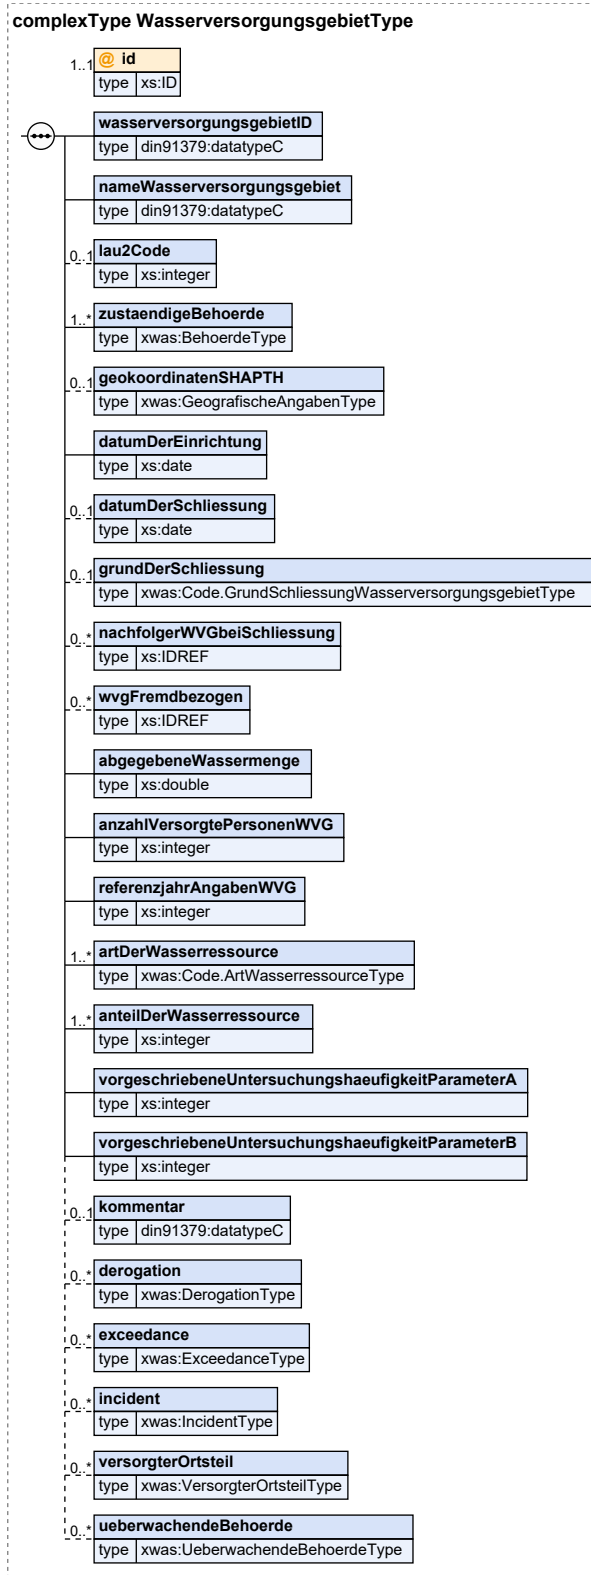 complexType WasserversorgungsgebietType
1..1
@ id
type xs:ID
wasserversorgungsgebietID
type din91379:datatypeC
nameWasserversorgungsgebiet
type din91379:datatypeC
0..1
lau2Code
type xs:integer
1..*
zustaendigeBehoerde
type xwas:BehoerdeType
0..1
geokoordinatenSHAPTH
type xwas:GeografischeAngabenType
datumDerEinrichtung
type xs:date
0..1
datumDerSchliessung
type xs:date
0..1
grundDerSchliessung
type xwas:Code.GrundSchliessungWasserversorgungsgebietType
0..*
nachfolgerWVGbeiSchliessung
type xs:IDREF
0..*
wvgFremdbezogen
type xs:IDREF
abgegebeneWassermenge
type xs:double
anzahlVersorgtePersonenWVG
type xs:integer
referenzjahrAngabenWVG
type xs:integer
1..*
artDerWasserressource
type xwas:Code.ArtWasserressourceType
1..*
anteilDerWasserressource
type xs:integer
vorgeschriebeneUntersuchungshaeufigkeitParameterA
type xs:integer
vorgeschriebeneUntersuchungshaeufigkeitParameterB
type xs:integer
0..1
kommentar
type din91379:datatypeC
0..*
derogation
type xwas:DerogationType
0..*
exceedance
type xwas:ExceedanceType
0..*
incident
type xwas:IncidentType
0..*
versorgterOrtsteil
type xwas:VersorgterOrtsteilType
0..*
ueberwachendeBehoerde
type xwas:UeberwachendeBehoerdeType